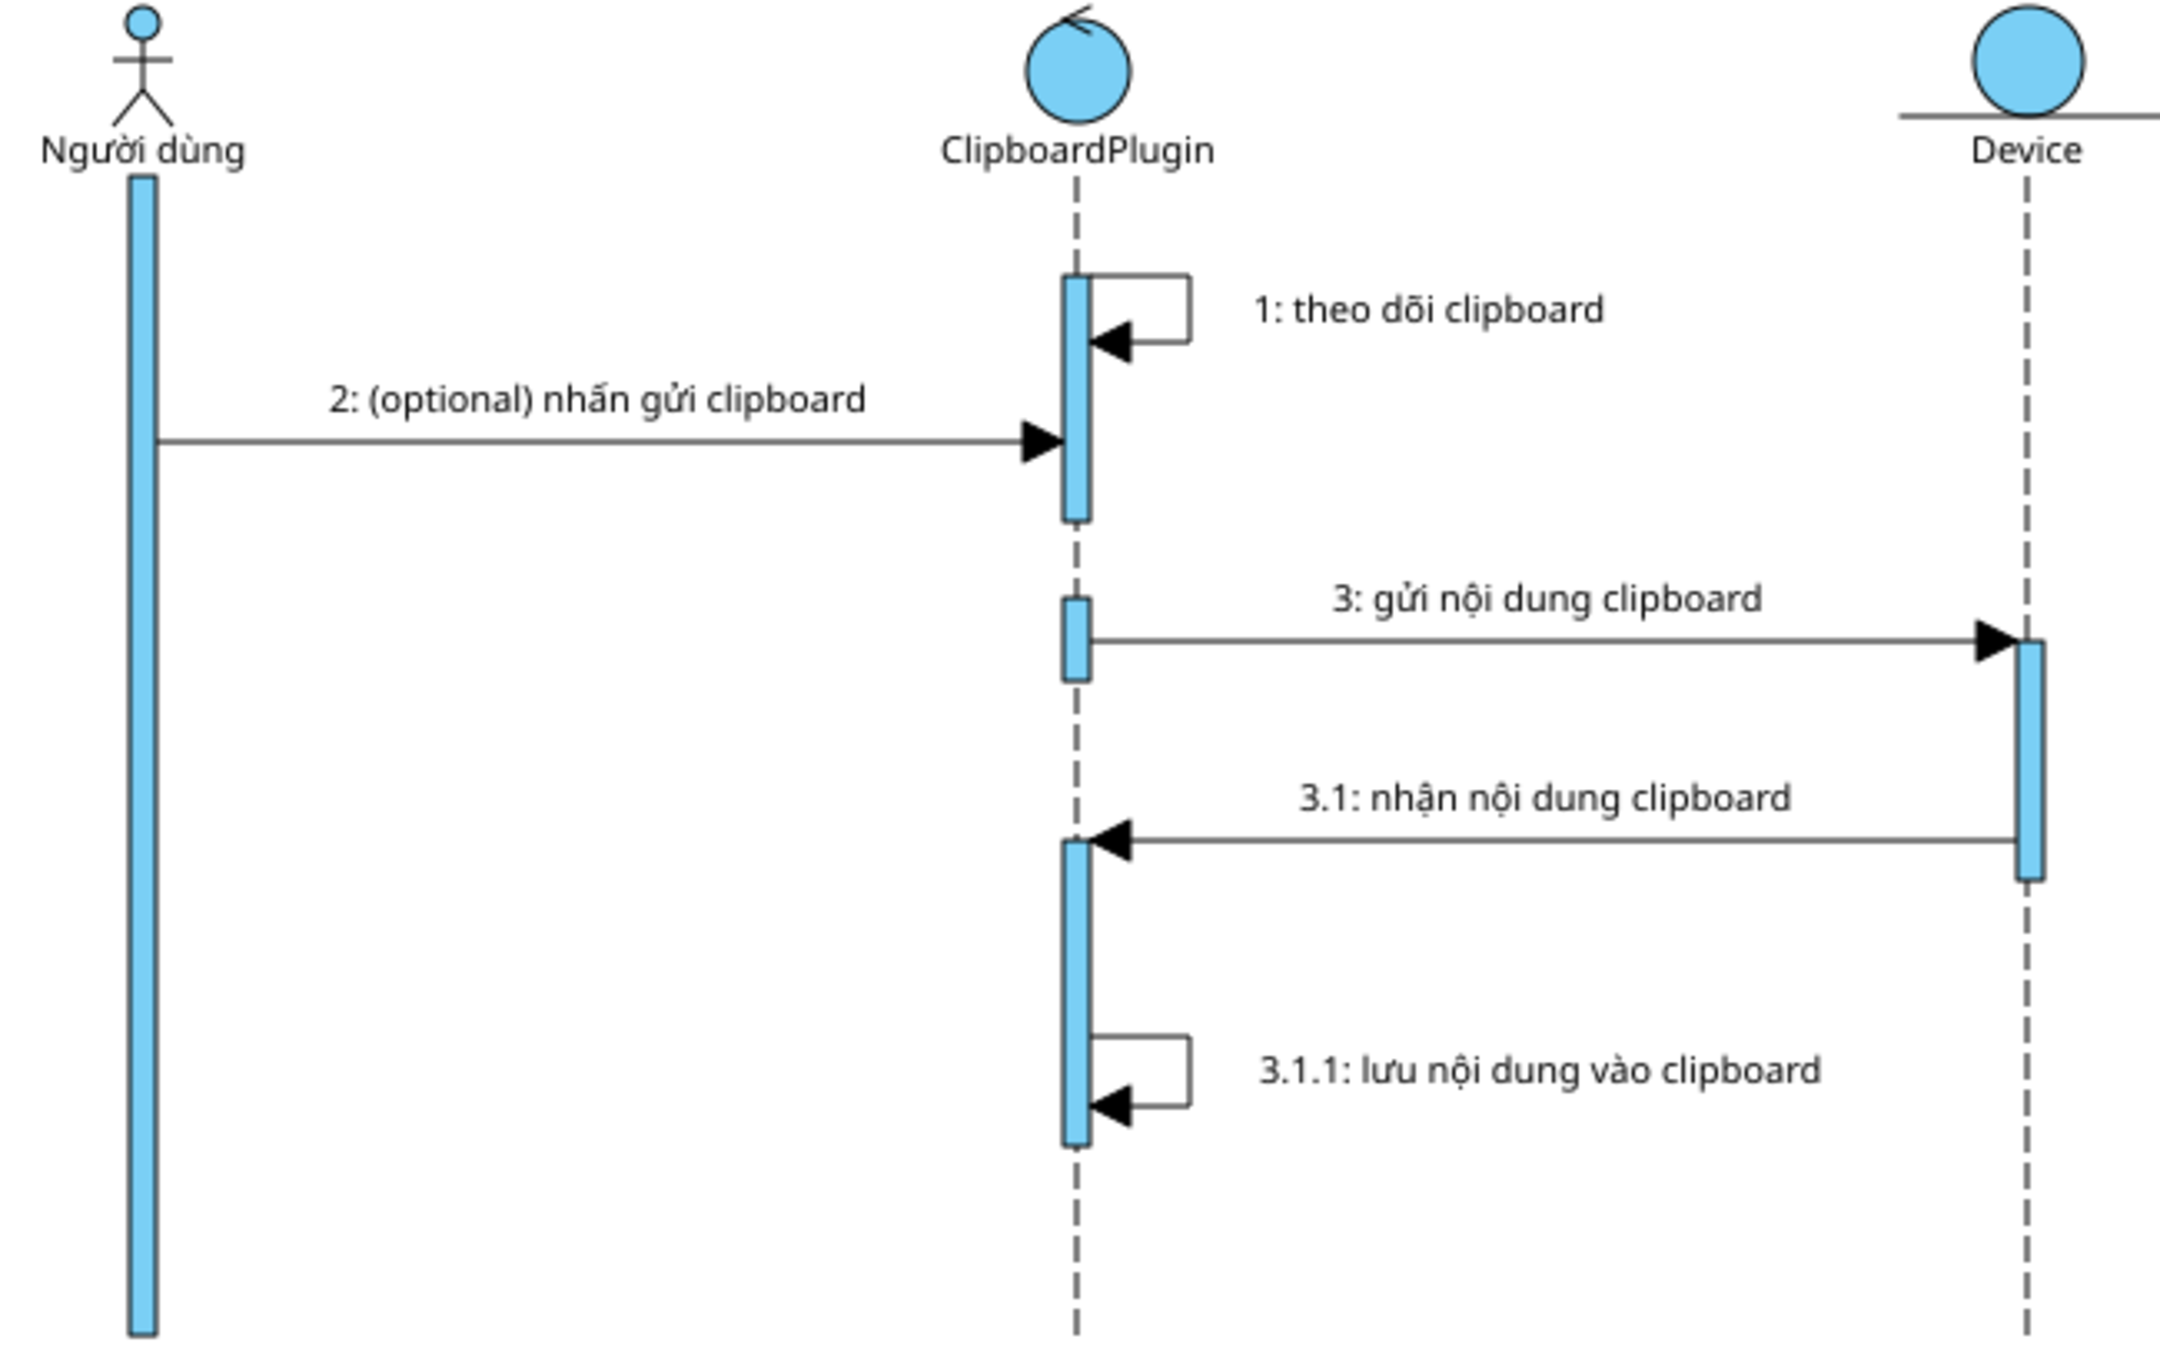 Người dùng
ClipboardPlugin
Device
1: theo dõi clipboard
2: (optional) nhấn gửi clipboard
3: gửi nội dung clipboard
3.1: nhận nội dung clipboard
3.1.1: lưu nội dung vào clipboard